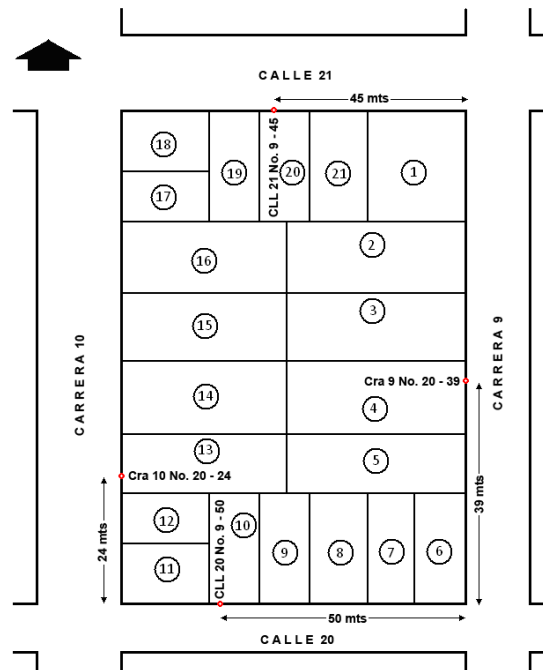 CALLE 21
45 mts
18
17
19
CLL 21 No. 9 - 45
20
21
1
16
2
15
3
14
Cra 9 No. 20 - 39
4
13
5
Cra 10 No. 20 - 24
12
11
CLL 20 No. 9 - 50
10
9
8
7
6
24 mts
39 mts
50 mts
CARRERA 10
CARRERA 9
CALLE 20